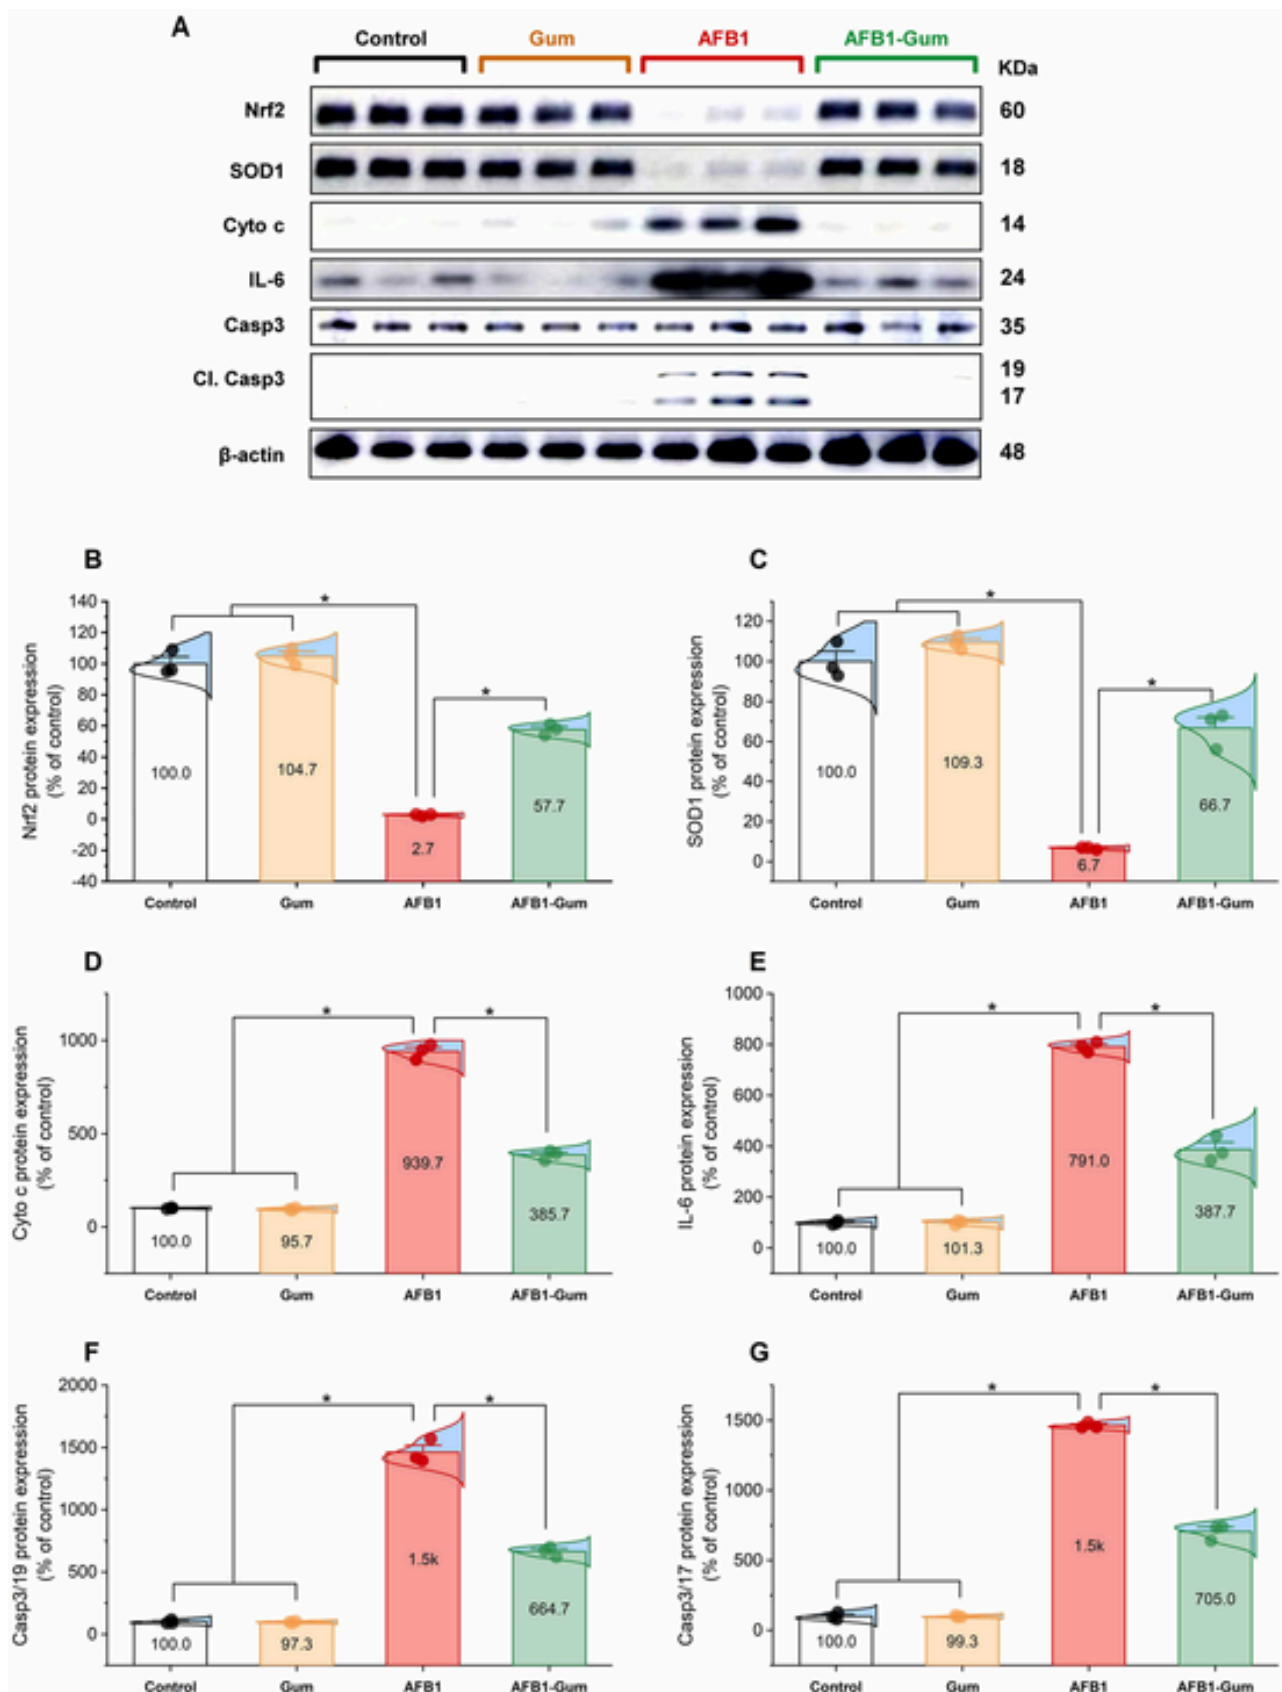 A
Control Gum AFB1 AFB1-Gum
KDa
Nrf2 60
SOD1 18
Cyto c 14
IL-6 24
Casp3 35
Cl. Casp3 19
17
β-actin 48
B
Nrf2 protein expression
(% of control)
140
120
100
80
60
40
20
0
-20
-40
* *
100.0 104.7 2.7 57.7
Control Gum AFB1 AFB1-Gum
C
SOD1 protein expression
(% of control)
120
100
80
60
40
20
0
* *
100.0 109.3 6.7 66.7
Control Gum AFB1 AFB1-Gum
D
Cyto c protein expression
(% of control)
1000
500
0
* *
100.0 95.7 939.7 385.7
Control Gum AFB1 AFB1-Gum
E
IL-6 protein expression
(% of control)
1000
800
600
400
200
0
* *
100.0 101.3 791.0 387.7
Control Gum AFB1 AFB1-Gum
F
Casp3/19 protein expression
(% of control)
2000
1500
1000
500
0
* *
100.0 97.3 1.5k 664.7
Control Gum AFB1 AFB1-Gum
G
Casp3/17 protein expression
(% of control)
1500
1000
500
0
* *
100.0 99.3 1.5k 705.0
Control Gum AFB1 AFB1-Gum